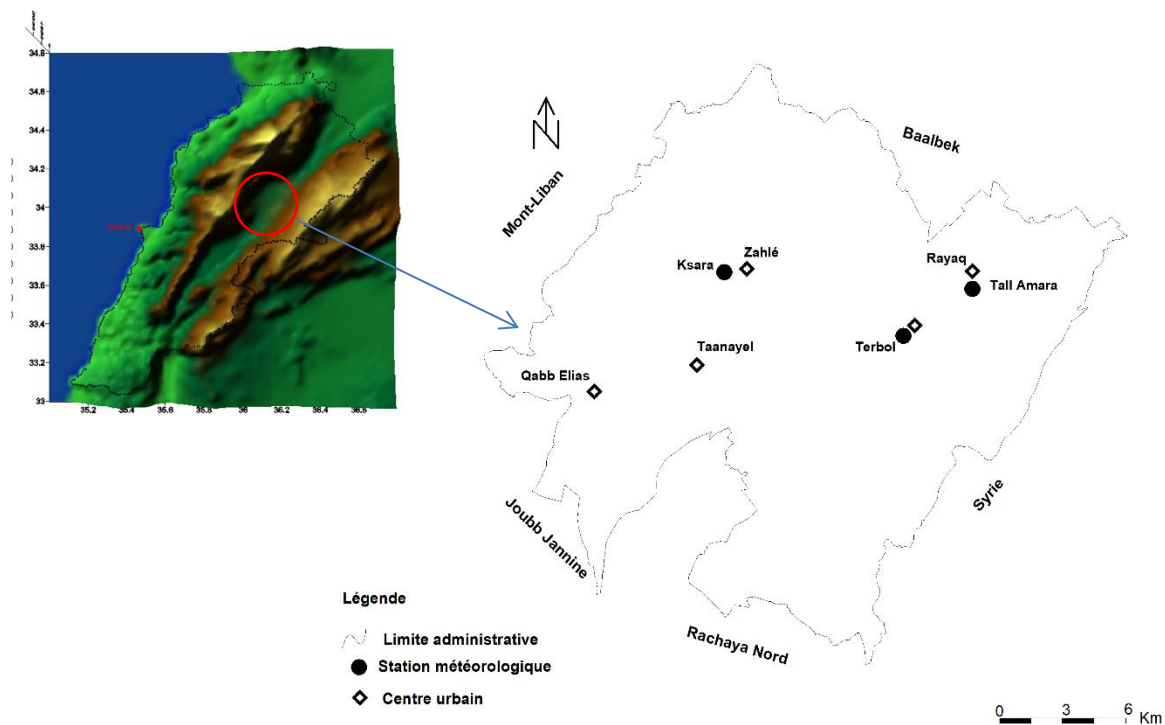 34.8
34.6
34.4
34.2
34
33.8
33.6
33.4
33.2
33
35.2
35.4
35.6
35.8
36
36.2
36.4
36.6
N
Mont-Liban
Baalbek
Ksara
Zahlé
Rayaq
Tall Amara
Terbol
Taanayel
Qabb Elias
Joubb Jannine
Syrie
Rachaya Nord
Légende
Limite administrative
Station météorologique
Centre urbain
0 3 6 Km